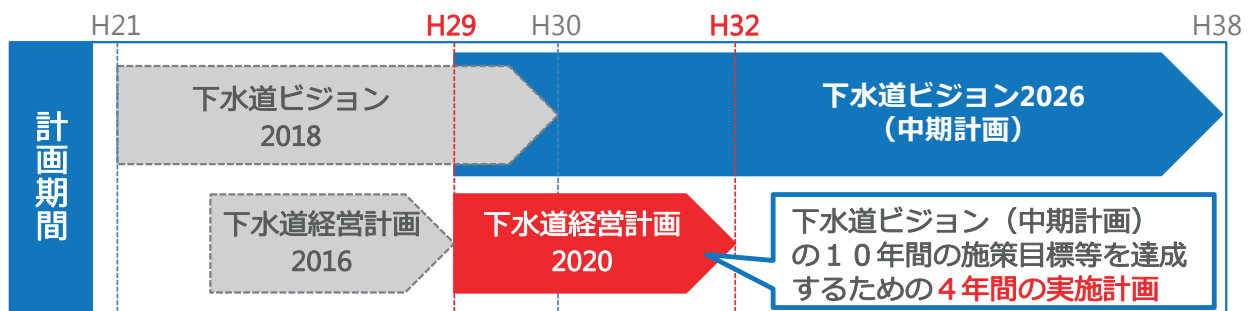 H21
H29
H30
H32
H38
計画期間
下水道ビジョン
2018
下水道ビジョン2026
（中期計画）
下水道経営計画
2016
下水道経営計画
2020
下水道ビジョン（中期計画）
の１０年間の施策目標等を達成
するための４年間の実施計画